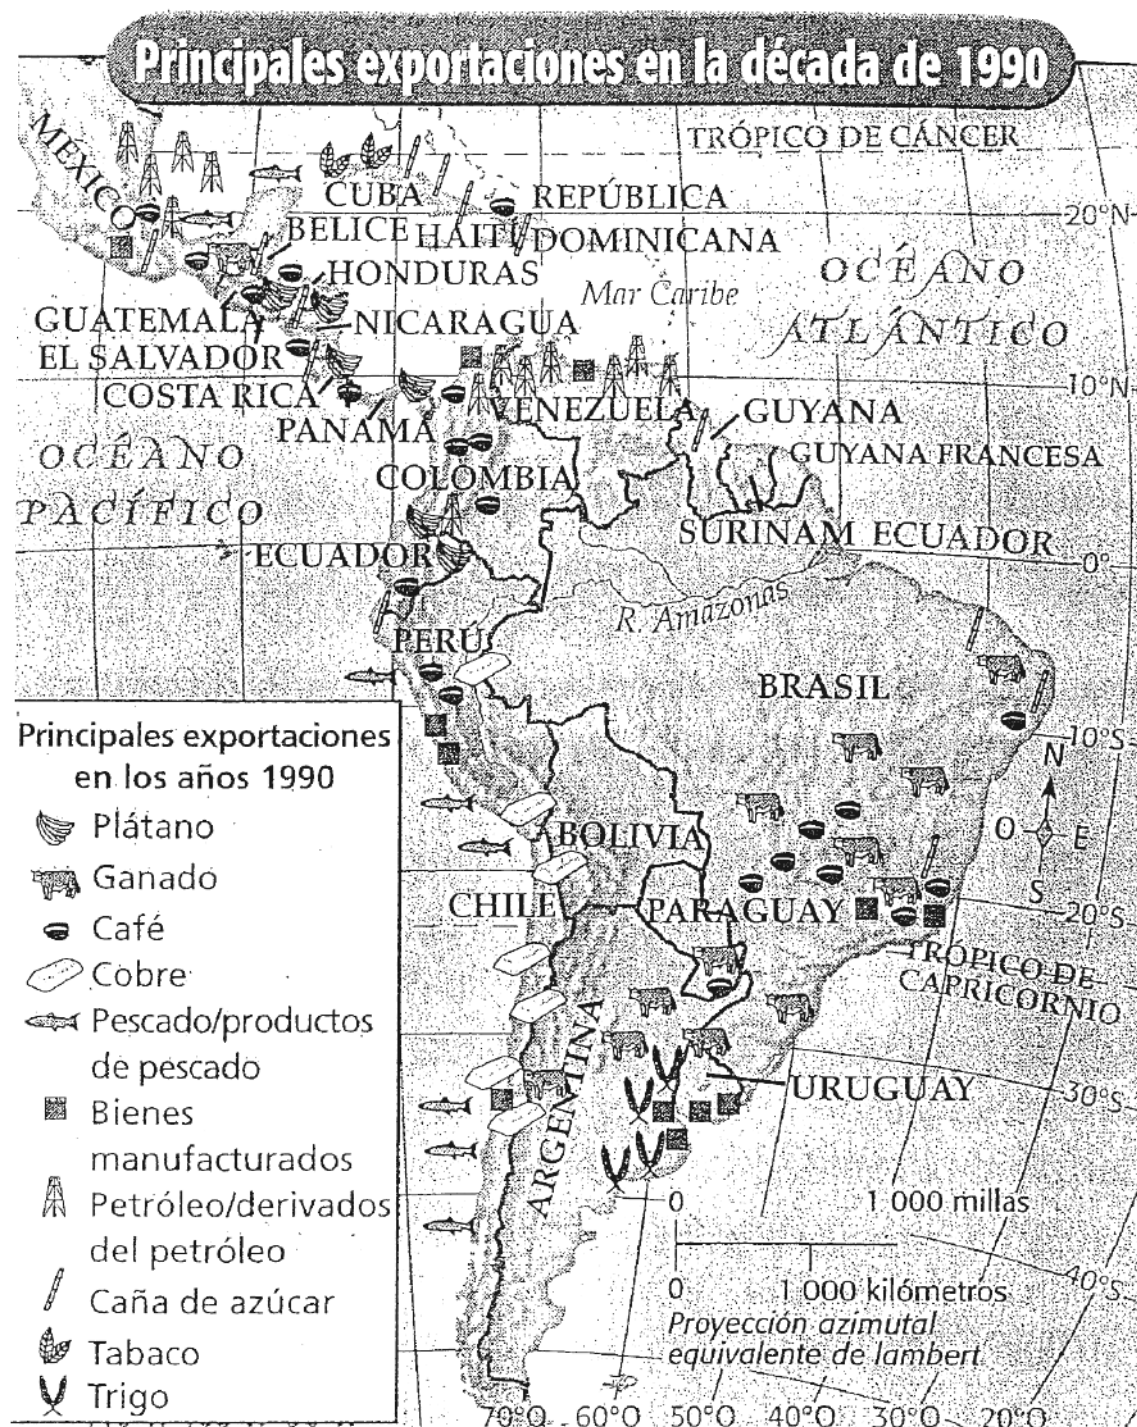 Principales exportaciones en la década de 1990
TRÓPICO DE CÁNCER
MÉXICO
CUBA
REPÚBLICA
DOMINICANA
20°N
BELICE
HAITÍ
HONDURAS
OCÉANO
ATLÁNTICO
Mar Caribe
GUATEMALA
NICARAGUA
EL SALVADOR
COSTA RICA
10°N
PANAMÁ
VENEZUELA
GUYANA
OCÉANO
PACÍFICO
GUYANA FRANCESA
COLOMBIA
SURINAM
ECUADOR
ECUADOR
0°
R. Amazonas
PERÚ
BRASIL
10°S
N
O
E
S
BOLIVIA
CHILE
PARAGUAY
20°S
TRÓPICO DE
CAPRICORNIO
ARGENTINA
URUGUAY
30°S
40°S
Principales exportaciones
en los años 1990
Plátano
Ganado
Café
Cobre
Pescado/productos
de pescado
Bienes
manufacturados
Petróleo/derivados
del petróleo
Caña de azúcar
Tabaco
Trigo
0
1 000 millas
0
1 000 kilómetros
Proyección azimutal
equivalente de lambert
70°O
60°O
50°O
40°O
30°O
20°O